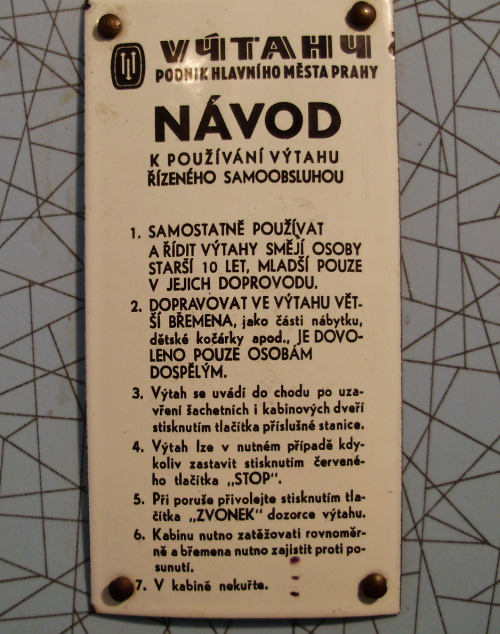 VÝTAHY
PODNIK HLAVNÍHO MĚSTA PRAHY
NÁVOD
K POUŽÍVÁNÍ VÝTAHU
ŘÍZENÉHO SAMOOBSLUHOU
1. SAMOSTATNĚ POUŽÍVAT
A ŘÍDIT VÝTAHY SMĚJÍ OSOBY
STARŠÍ 10 LET, MLADŠÍ POUZE
V JEJICH DOPROVODU.
2. DOPRAVOVAT VE VÝTAHU VĚT-
ŠÍ BŘEMENA, jako části nábytku,
dětské kočárky apod., JE DOVO-
LENO POUZE OSOBÁM
DOSPĚLÝM.
3. Výtah se uvádí do chodu po uza-
vření šachetních i kabinových dveří
stisknutím tlačítka příslušné stanice.
4. Výtah lze v nutném případě kdy-
koliv zastavit stisknutím červené-
ho tlačítka „STOP“.
5. Při poruše přivolejte stisknutím tla-
čítka „ZVONEK“ dozorce výtahu.
6. Kabinu nutno zatěžovati rovnoměr-
ně a břemena nutno zajistit proti po-
sunutí.
7. V kabině nekuřte.